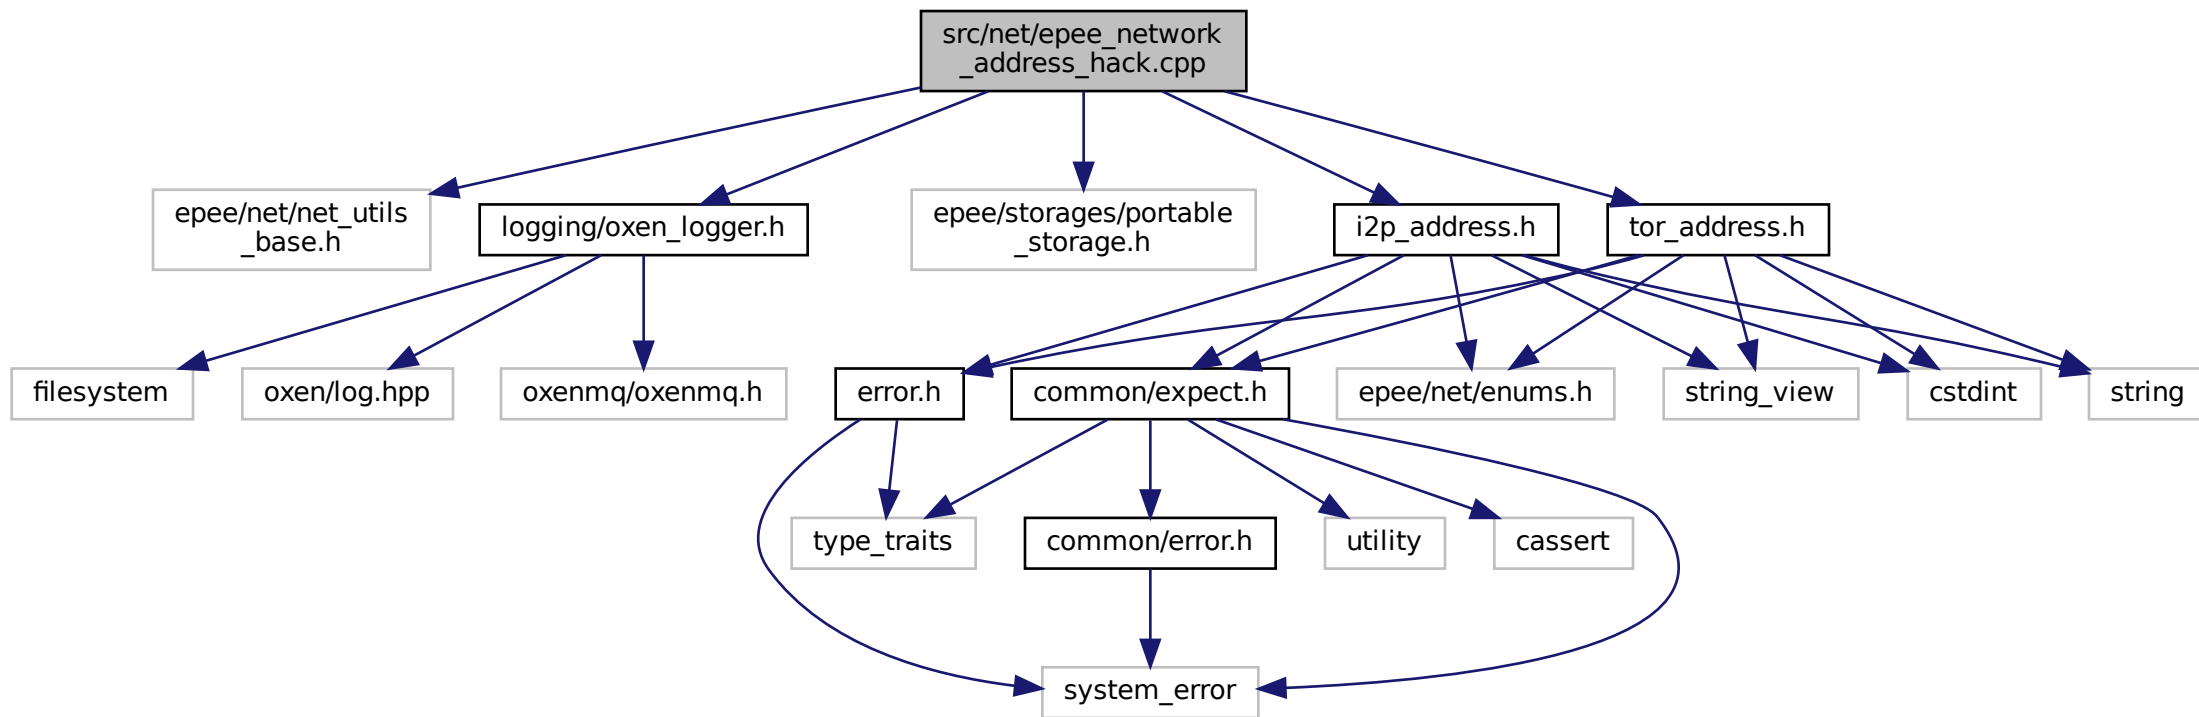 src/net/epee_network
_address_hack.cpp
epee/net/net_utils
_base.h
logging/oxen_logger.h
epee/storages/portable
_storage.h
i2p_address.h
tor_address.h
filesystem
oxen/log.hpp
oxenmq/oxenmq.h
error.h
common/expect.h
epee/net/enums.h
string_view
cstdint
string
type_traits
common/error.h
utility
cassert
system_error